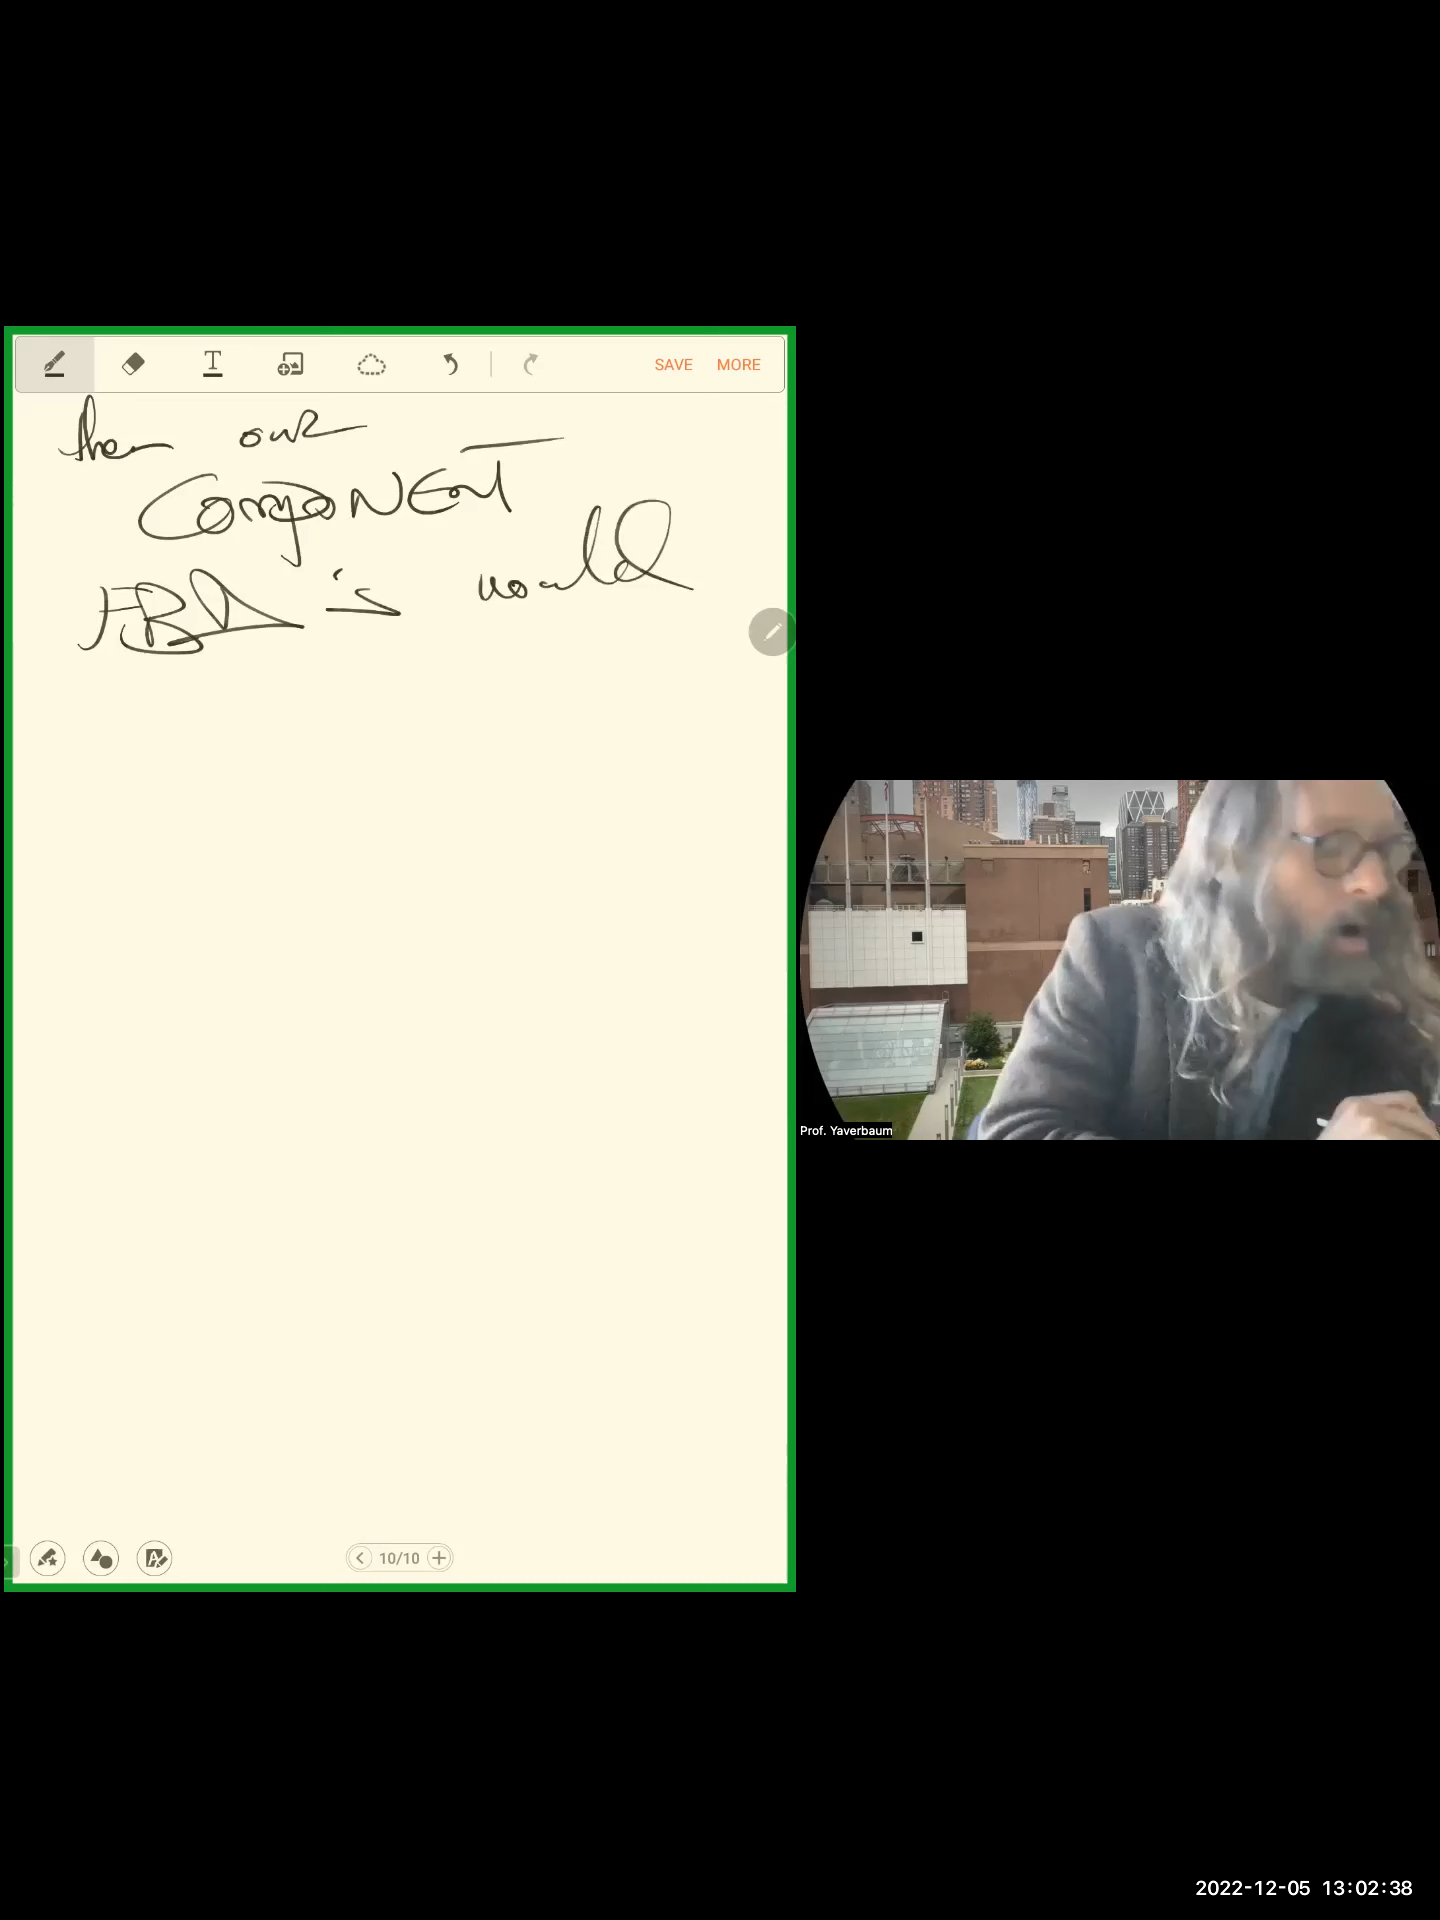 T SAVE MORE
then our
COMPONENT
FBD's would
10/10
Prof. Yaverbaum
2022-12-05 13:02:38